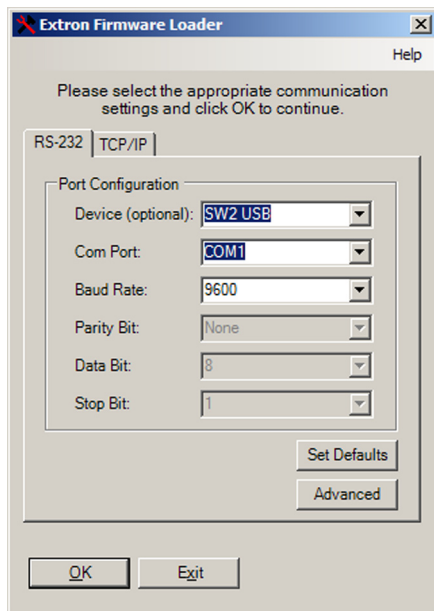 Extron Firmware Loader
Help
Please select the appropriate communication
settings and click OK to continue.
RS-232 TCP/IP
Port Configuration
Device (optional): SW2 USB
Com Port: COM1
Baud Rate: 9600
Parity Bit: None
Data Bit: 8
Stop Bit: 1
Set Defaults
Advanced
OK Exit